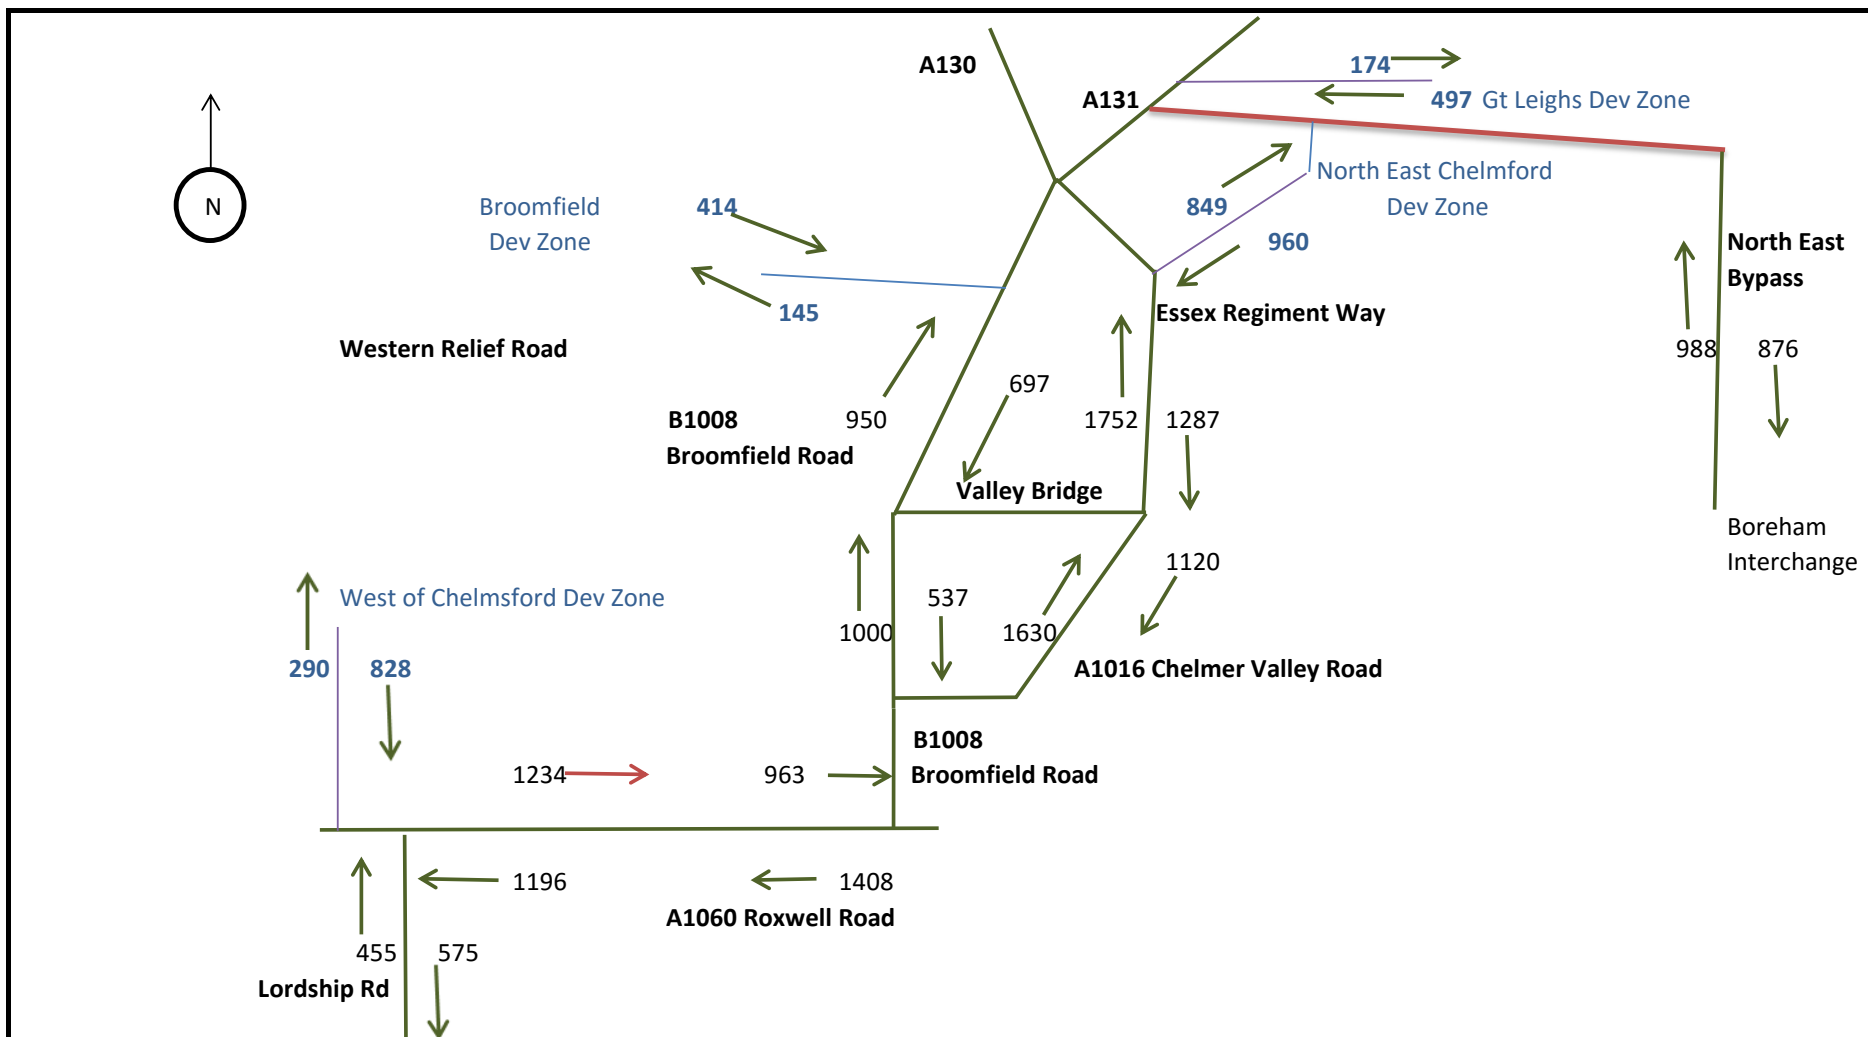 A130
174
A131
497 Gt Leighs Dev Zone
North East Chelmford
Dev Zone
N
Broomfield
Dev Zone
414
849
960
North East
Bypass
145
Essex Regiment Way
Western Relief Road
988
876
697
B1008
Broomfield Road
950
1752
1287
Valley Bridge
Boreham
Interchange
1120
West of Chelmsford Dev Zone
537
1000
1630
290
828
A1016 Chelmer Valley Road
B1008
Broomfield Road
1234
963
1196
1408
A1060 Roxwell Road
455
575
Lordship Rd